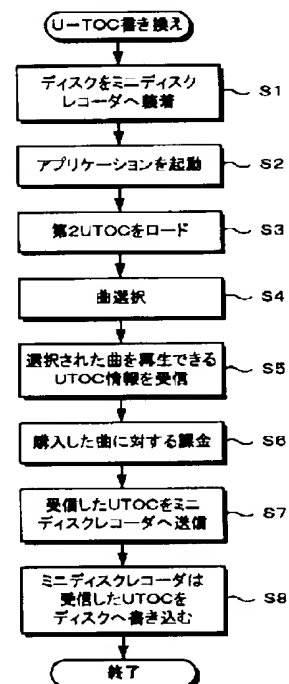 U-TOC書き換え
ディスクをミニディスク
レコーダへ装着
S1
アプリケーションを起動
S2
第2UTOCをロード
S3
曲選択
S4
選択された曲を再生できる
UTOC情報を受信
S5
購入した曲に対する課金
S6
受信したUTOCをミニ
ディスクレコーダへ送信
S7
ミニディスクレコーダは
受信したUTOCを
ディスクへ書き込む
S8
終了